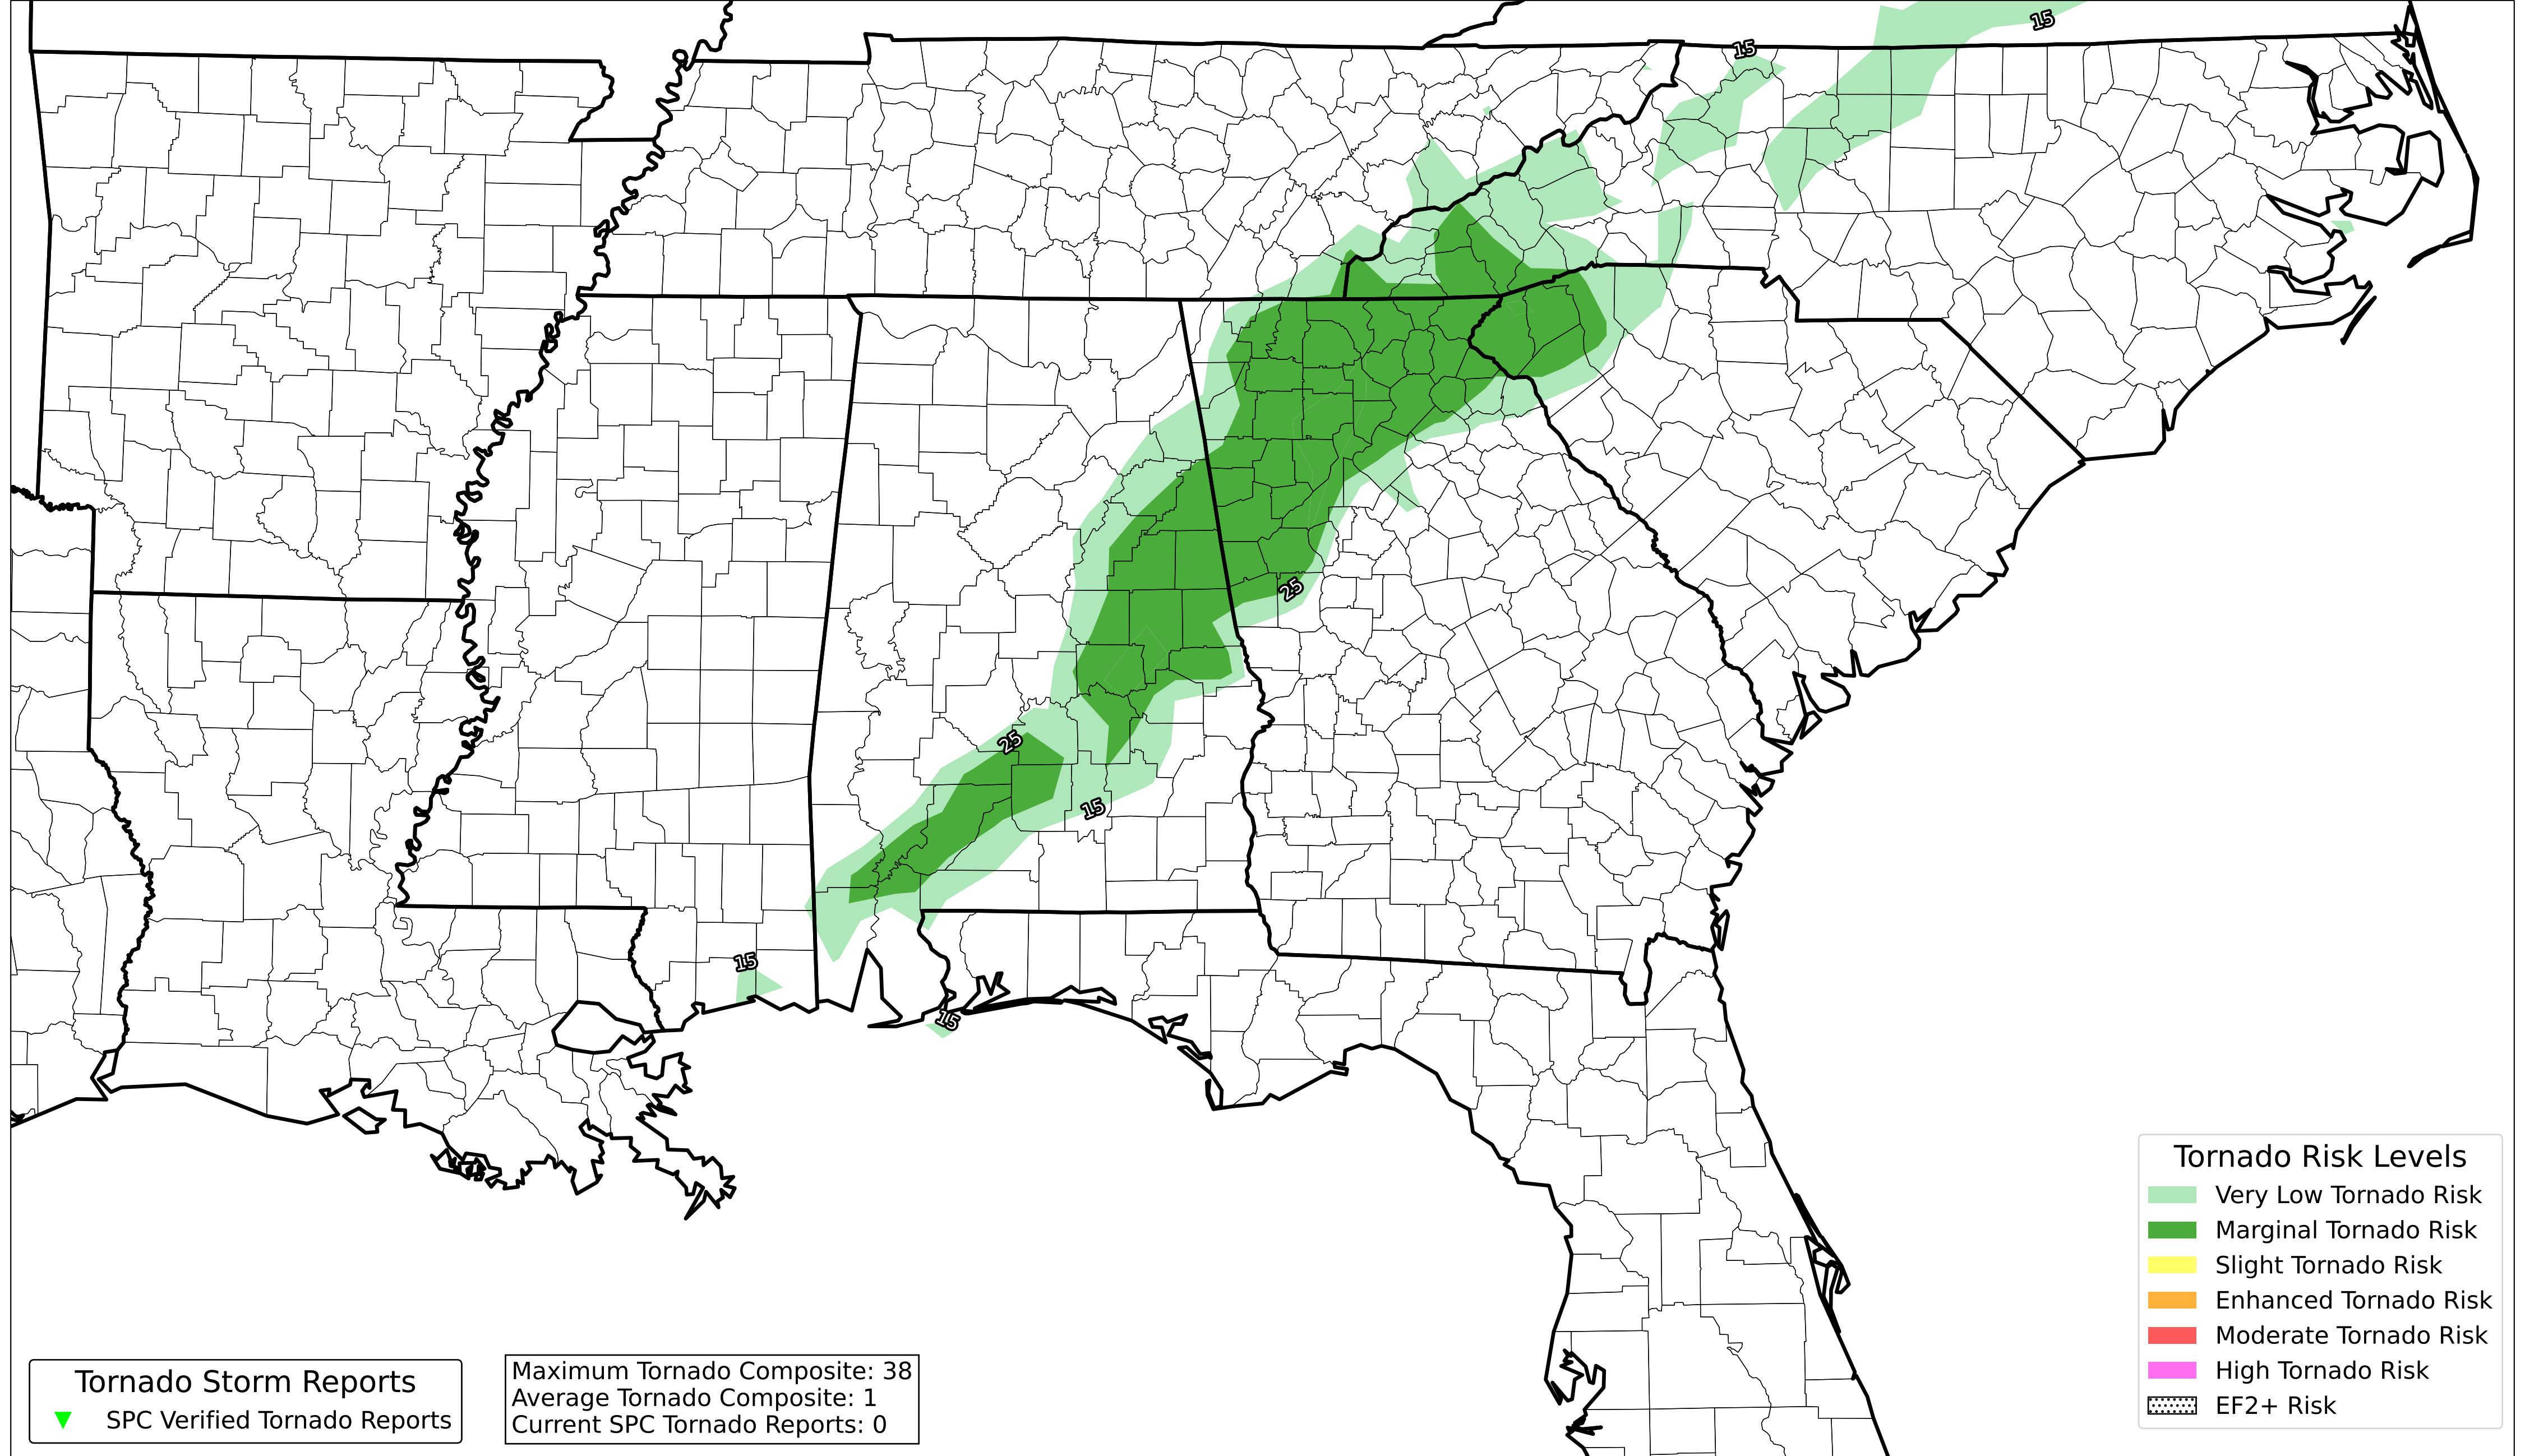 15
15
25
25
15
15
15
Tornado Risk Levels
Very Low Tornado Risk
Marginal Tornado Risk
Slight Tornado Risk
Enhanced Tornado Risk
Moderate Tornado Risk
High Tornado Risk
EF2+ Risk
Tornado Storm Reports
SPC Verified Tornado Reports
Maximum Tornado Composite: 38
Average Tornado Composite: 1
Current SPC Tornado Reports: 0